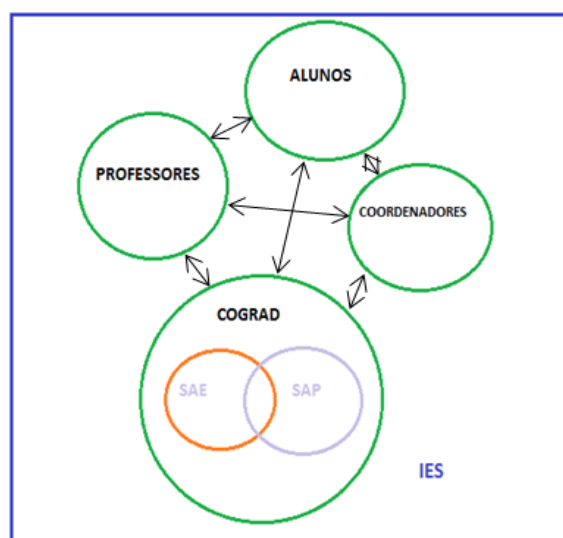 ALUNOS
PROFESSORES
COORDENADORES
COGRAD
SAE
SAP
IES